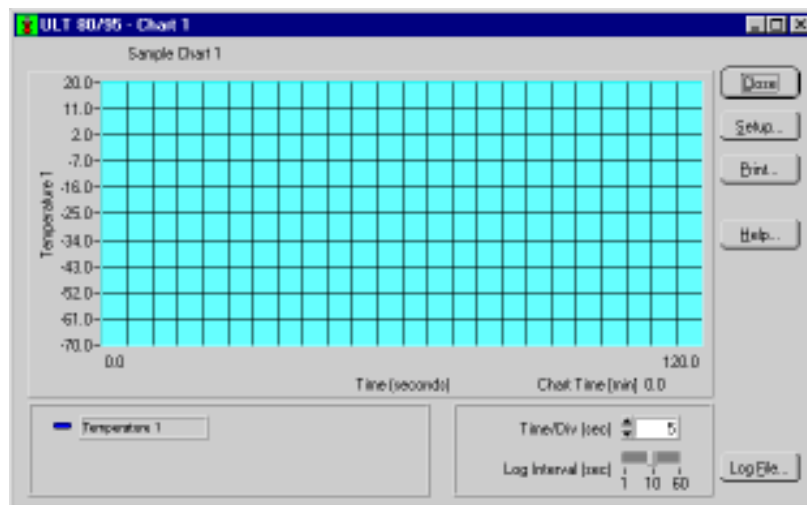 ULT 80/95 - Chart 1
Sample Chart 1
Close
Setup...
Print...
Help...
Temperature 1
20.0
11.0
2.0
-7.0
-16.0
-25.0
-34.0
-43.0
-52.0
-61.0
-70.0
0.0
120.0
Time (seconds)
Chart Time (min) 0.0
Temperature 1
Time/Div (sec) 5
Log Interval (sec)
1 10 60
Log File...